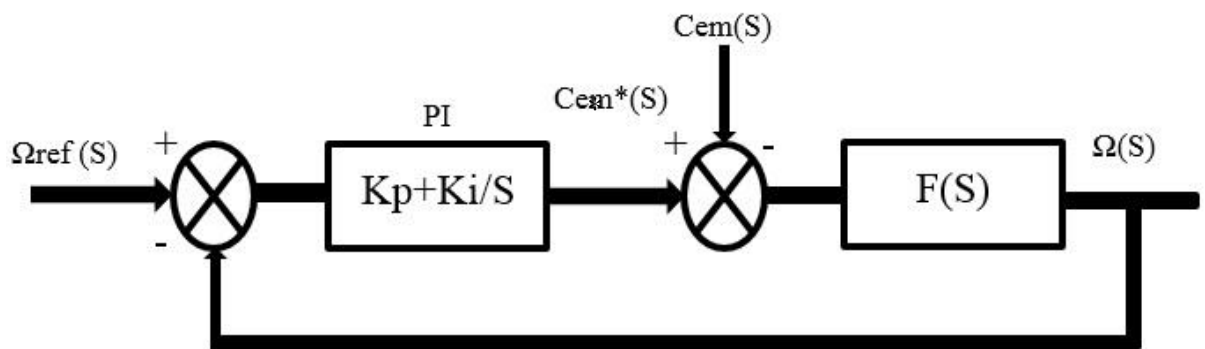 Cem(S)
Cem*(S)
PI
Ωref (S)
+
-
Kp+Ki/S
+
-
F(S)
Ω(S)